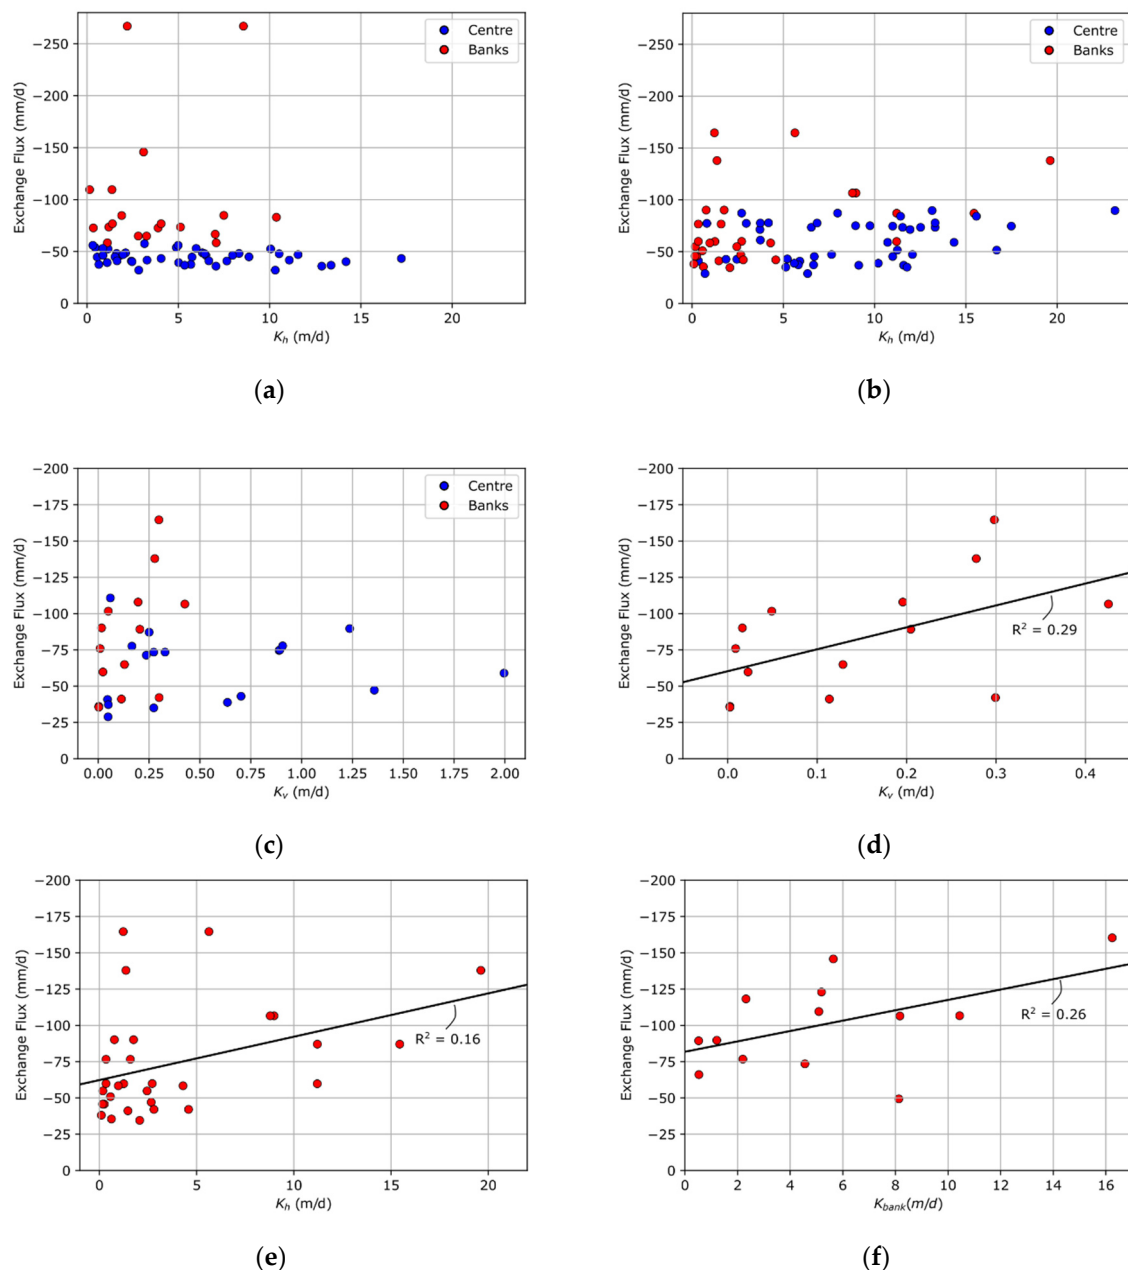 −250
−200
−150
−100
−50
0
Exchange Flux (mm/d)
0 5 10 15 20
K_h (m/d)
Centre
Banks
(a)
−250
−200
−150
−100
−50
0
Exchange Flux (mm/d)
0 5 10 15 20
K_h (m/d)
Centre
Banks
(b)
−200
−175
−150
−125
−100
−75
−50
−25
0
Exchange Flux (mm/d)
0.00 0.25 0.50 0.75 1.00 1.25 1.50 1.75 2.00
K_v (m/d)
Centre
Banks
(c)
−200
−175
−150
−125
−100
−75
−50
−25
0
Exchange Flux (mm/d)
R² = 0.29
0.0 0.1 0.2 0.3 0.4
K_v (m/d)
(d)
−200
−175
−150
−125
−100
−75
−50
−25
0
Exchange Flux (mm/d)
R² = 0.16
0 5 10 15 20
K_h (m/d)
(e)
−200
−175
−150
−125
−100
−75
−50
−25
0
Exchange Flux (mm/d)
R² = 0.26
0 2 4 6 8 10 12 14 16
K_bank(m/d)
(f)